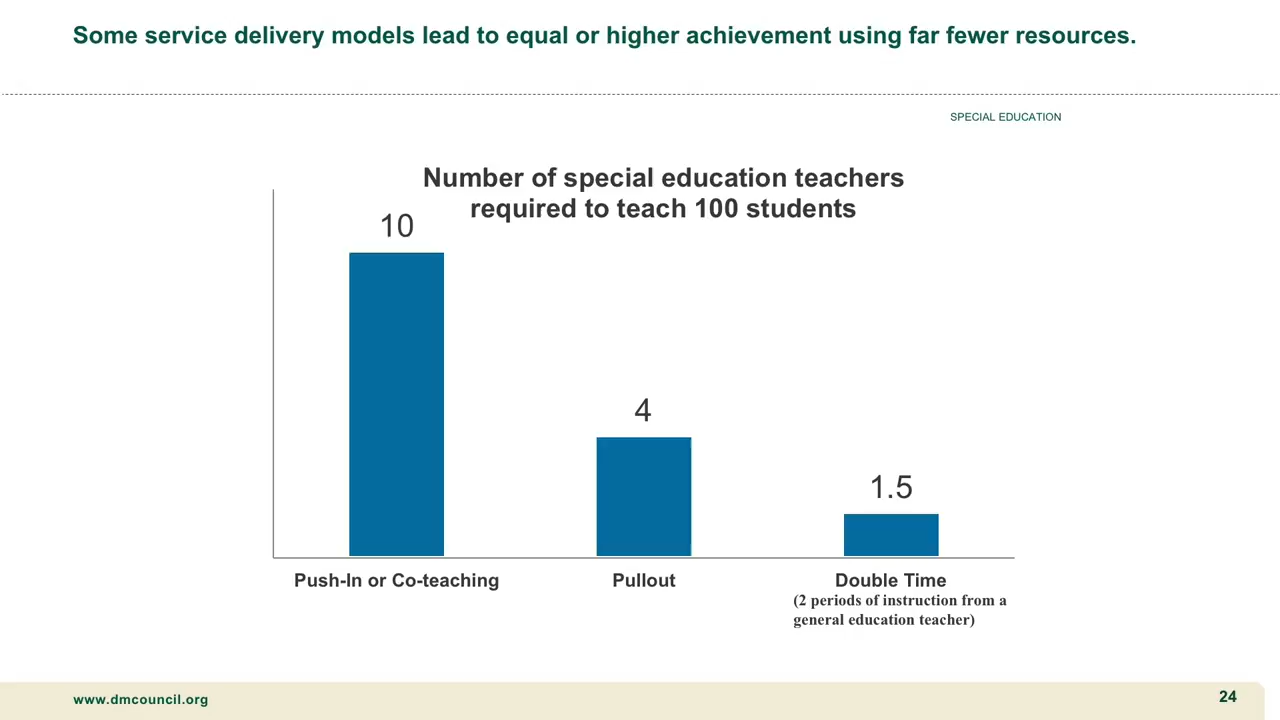 Some service delivery models lead to equal or higher achievement using far fewer resources.
SPECIAL EDUCATION
Number of special education teachers
required to teach 100 students
10
4
1.5
Push-In or Co-teaching
Pullout
Double Time
(2 periods of instruction from a
general education teacher)
www.dmcouncil.org
24